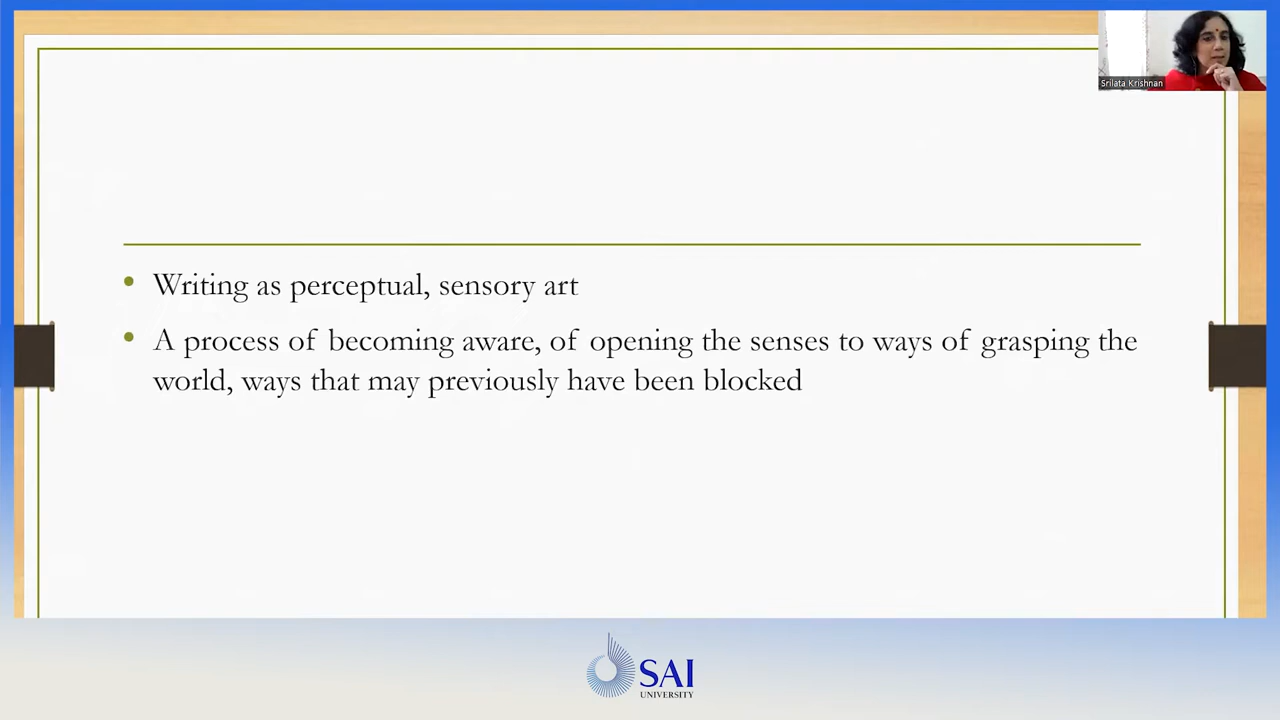 Srilata Krishnan
• Writing as perceptual, sensory art
• A process of becoming aware, of opening the senses to ways of grasping the
world, ways that may previously have been blocked
SAI
UNIVERSITY